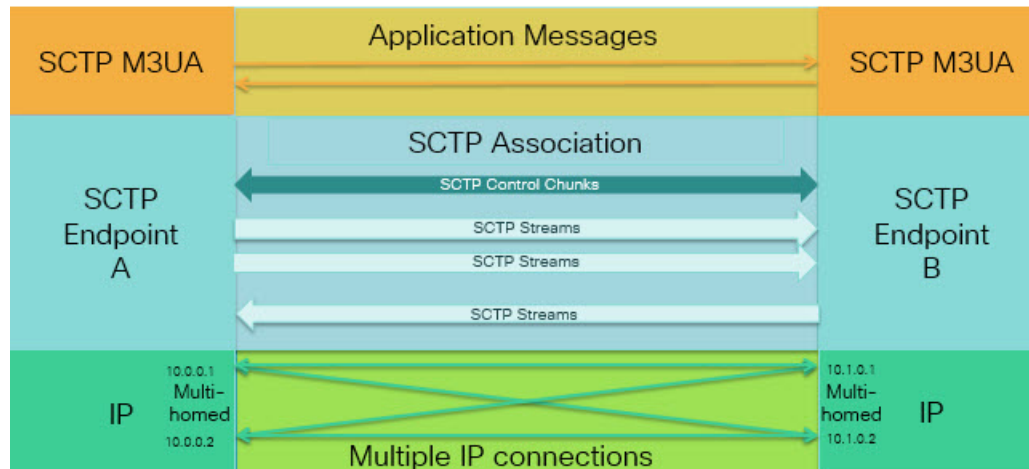 Application Messages
SCTP M3UA
SCTP M3UA
SCTP Association
SCTP Control Chunks
SCTP
Endpoint
A
SCTP Streams
SCTP Streams
SCTP Streams
SCTP
Endpoint
B
10.0.0.1
Multi-
homed
10.0.0.2
IP
10.1.0.1
Multi-
homed
10.1.0.2
IP
Multiple IP connections